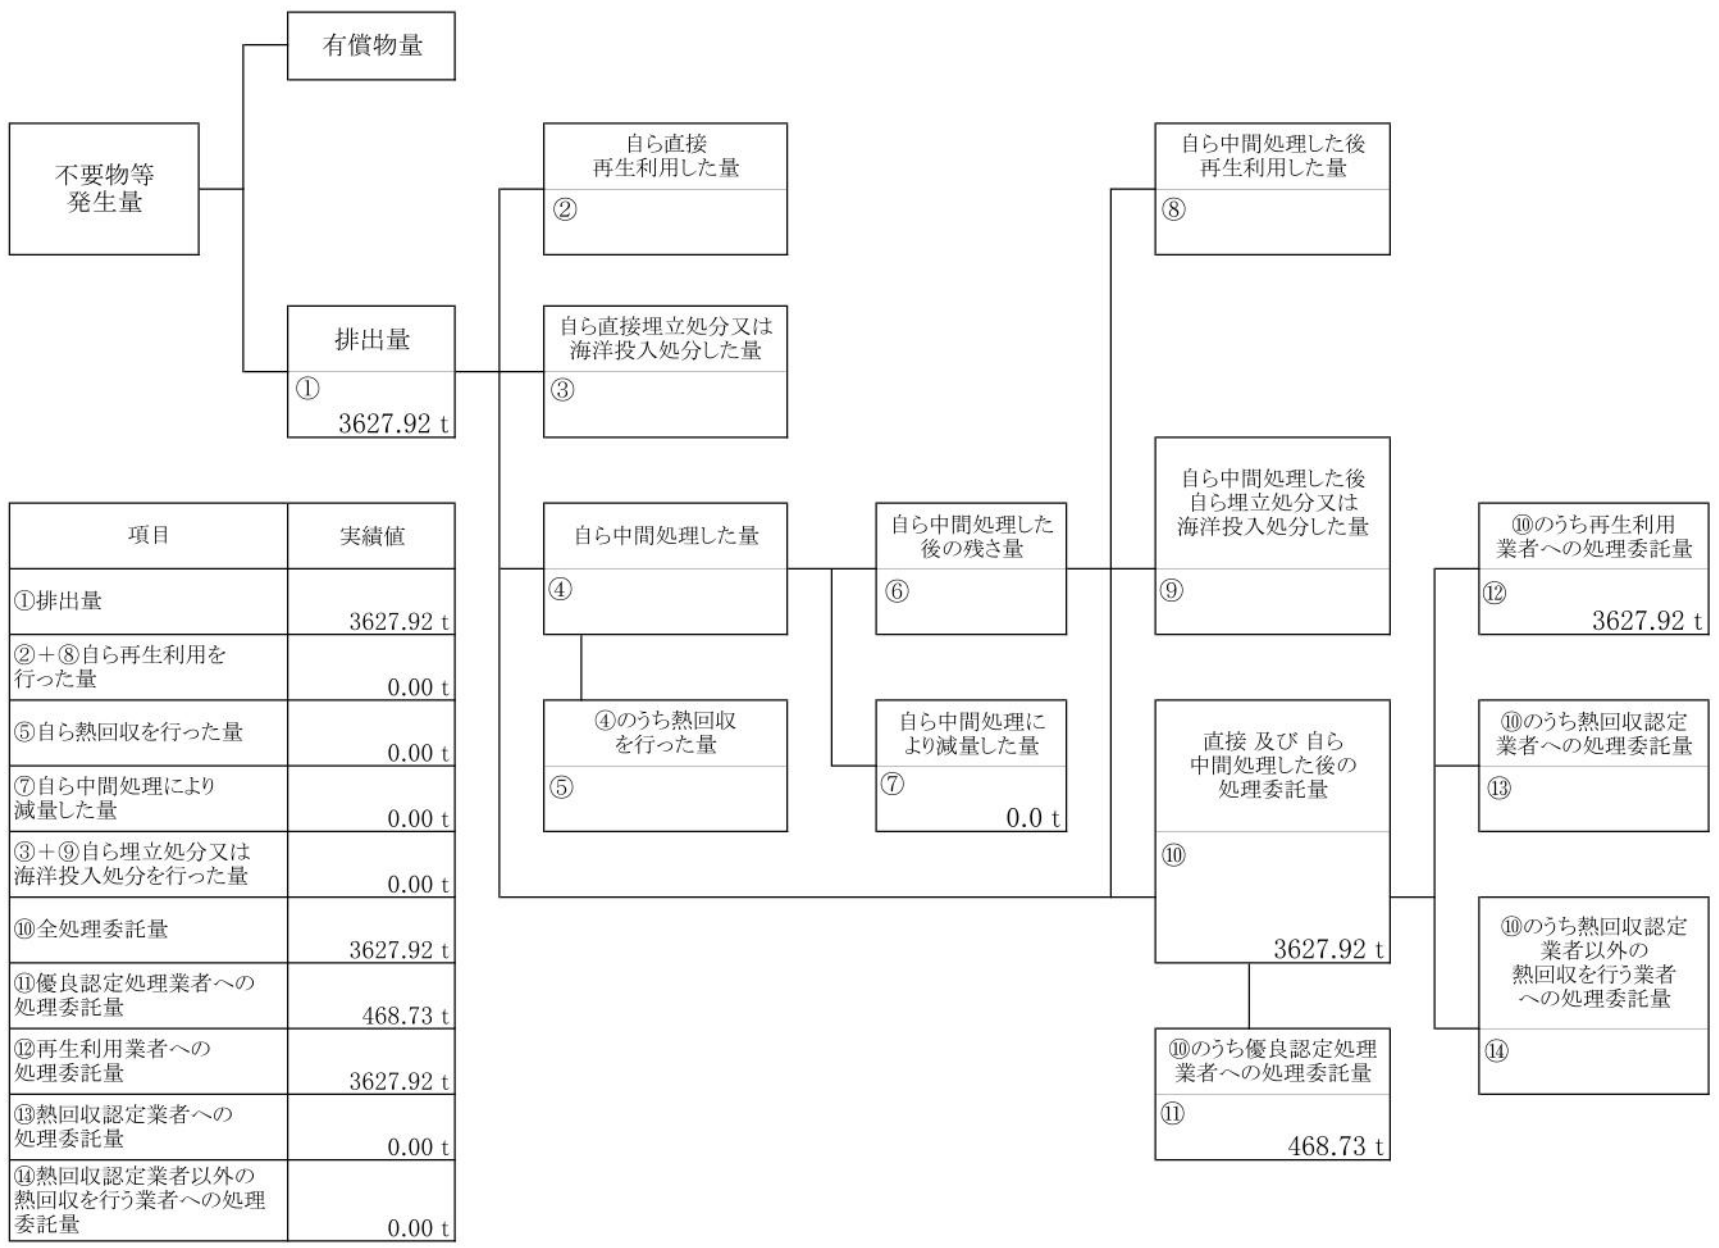 有償物量
不要物等
発生量
自ら直接
再生利用した量
②
自ら中間処理した後
再生利用した量
⑧
排出量
①
3627.92 t
自ら直接埋立処分又は
海洋投入処分した量
③
自ら中間処理した量
④
自ら中間処理した
後の残さ量
⑥
自ら中間処理した後
自ら埋立処分又は
海洋投入処分した量
⑨
⑩のうち再生利用
業者への処理委託量
⑫
3627.92 t
④のうち熱回収
を行った量
⑤
自ら中間処理に
より減量した量
⑦
0.0 t
直接 及び 自ら
中間処理した後の
処理委託量
⑩
3627.92 t
⑩のうち熱回収認定
業者への処理委託量
⑬
⑩のうち熱回収認定
業者以外の
熱回収を行う業者
への処理委託量
⑭
⑩のうち優良認定処理
業者への処理委託量
⑪
468.73 t
項目 実績値
①排出量
3627.92 t
②＋⑧自ら再生利用を
行った量
0.00 t
⑤自ら熱回収を行った量
0.00 t
⑦自ら中間処理により
減量した量
0.00 t
③＋⑨自ら埋立処分又は
海洋投入処分を行った量
0.00 t
⑩全処理委託量
3627.92 t
⑪優良認定処理業者への
処理委託量
468.73 t
⑫再生利用業者への
処理委託量
3627.92 t
⑬熱回収認定業者への
処理委託量
0.00 t
⑭熱回収認定業者以外の
熱回収を行う業者への処理
委託量
0.00 t